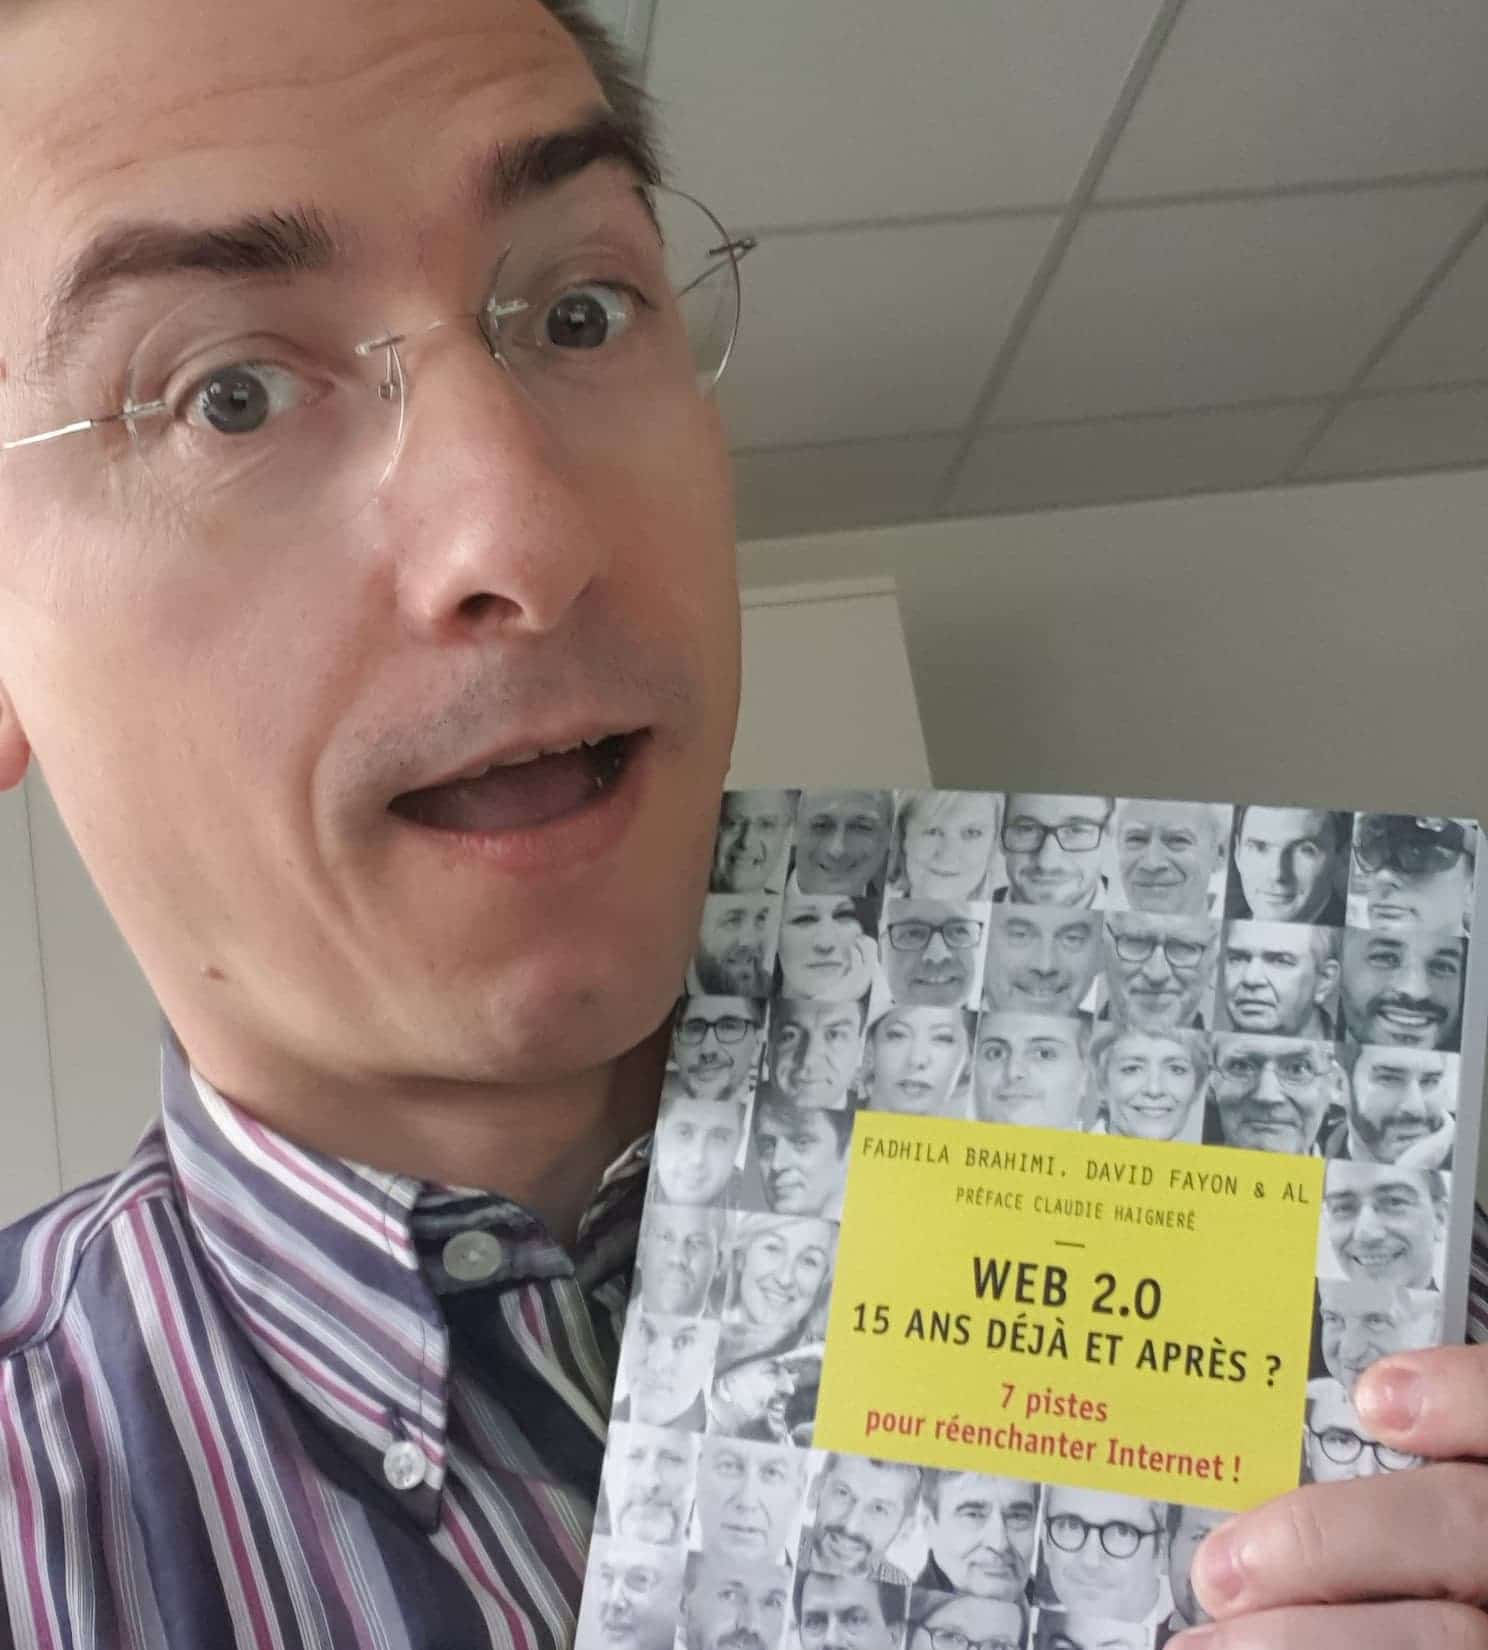 FADHILA BRAHIMI, DAVID FAYON & AL
PRÉFACE CLAUDIE HAIGNERÉ
WEB 2.0
15 ANS DÉJÀ ET APRÈS ?
7 pistes
pour réenchanter Internet !